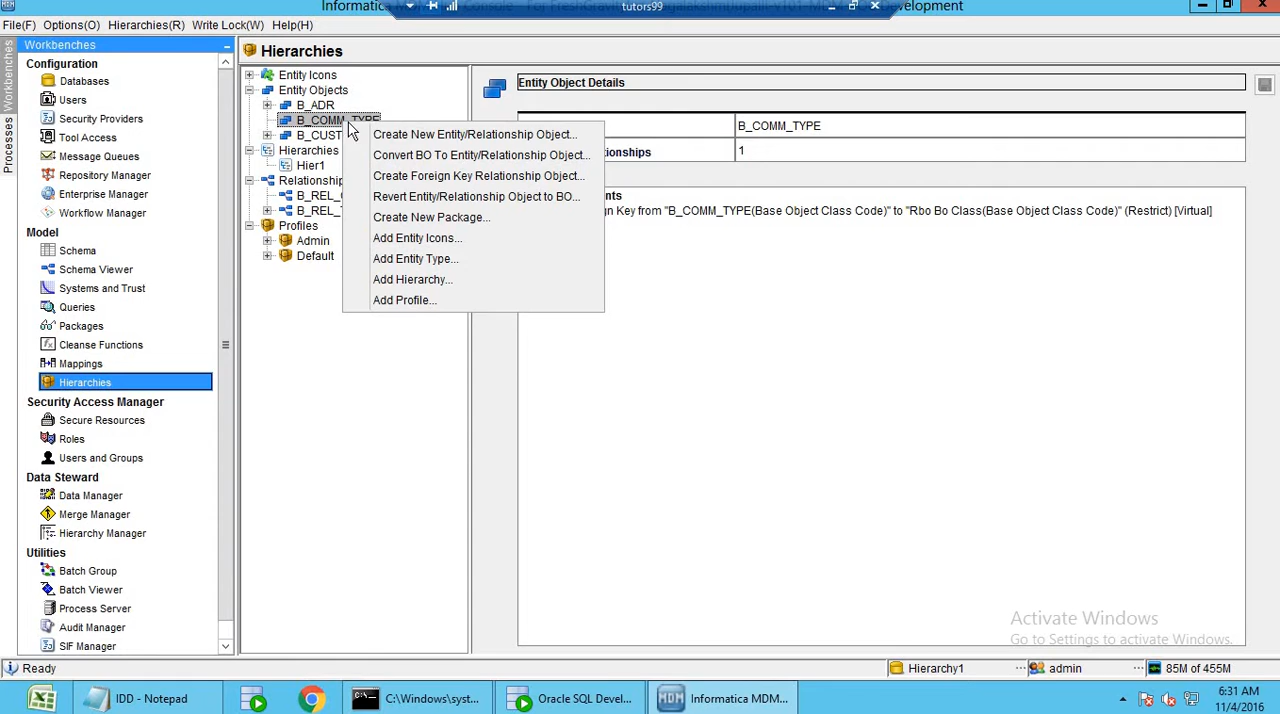 Informatica MDM
tutors99
Development
File(F) Options(O) Hierarchies(R) Write Lock(W) Help(H)
Workbenches
Processes
Workbenches
Configuration
Databases
Users
Security Providers
Tool Access
Message Queues
Repository Manager
Enterprise Manager
Workflow Manager
Model
Schema
Schema Viewer
Systems and Trust
Queries
Packages
Cleanse Functions
Mappings
Hierarchies
Security Access Manager
Secure Resources
Roles
Users and Groups
Data Steward
Data Manager
Merge Manager
Hierarchy Manager
Utilities
Batch Group
Batch Viewer
Process Server
Audit Manager
SIF Manager
Hierarchies
Entity Icons
Entity Objects
B_ADR
B_COMM_TYPE
B_CUST
Hierarchies
Hier1
Relationship
B_REL_
B_REL_
Profiles
Admin
Default
Create New Entity/Relationship Object...
Convert BO To Entity/Relationship Object...
Create Foreign Key Relationship Object...
Revert Entity/Relationship Object to BO...
Create New Package...
Add Entity Icons...
Add Entity Type...
Add Hierarchy...
Add Profile...
Entity Object Details
B_COMM_TYPE
onships 1
nts
gn Key from "B_COMM_TYPE(Base Object Class Code)" to "Rbo Bo Class(Base Object Class Code)" (Restrict) [Virtual]
Activate Windows
Go to Settings to activate Windows.
Ready
Hierarchy1
admin
85M of 455M
IDD - Notepad
C:\Windows\syst...
Oracle SQL Devel...
Informatica MDM...
6:31 AM
11/4/2016